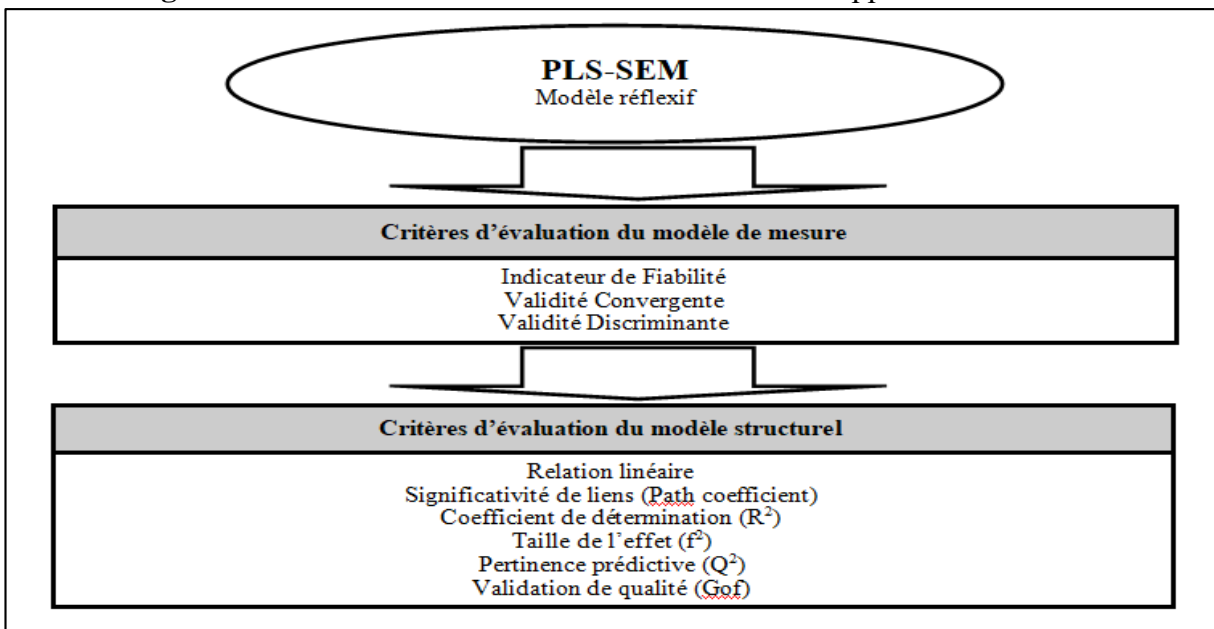 PLS-SEM
Modèle réflexif
Critères d'évaluation du modèle de mesure
Indicateur de Fiabilité
Validité Convergente
Validité Discriminante
Critères d'évaluation du modèle structurel
Relation linéaire
Significativité de liens (Path coefficient)
Coefficient de détermination (R²)
Taille de l'effet (f²)
Pertinence prédictive (Q²)
Validation de qualité (Gof)